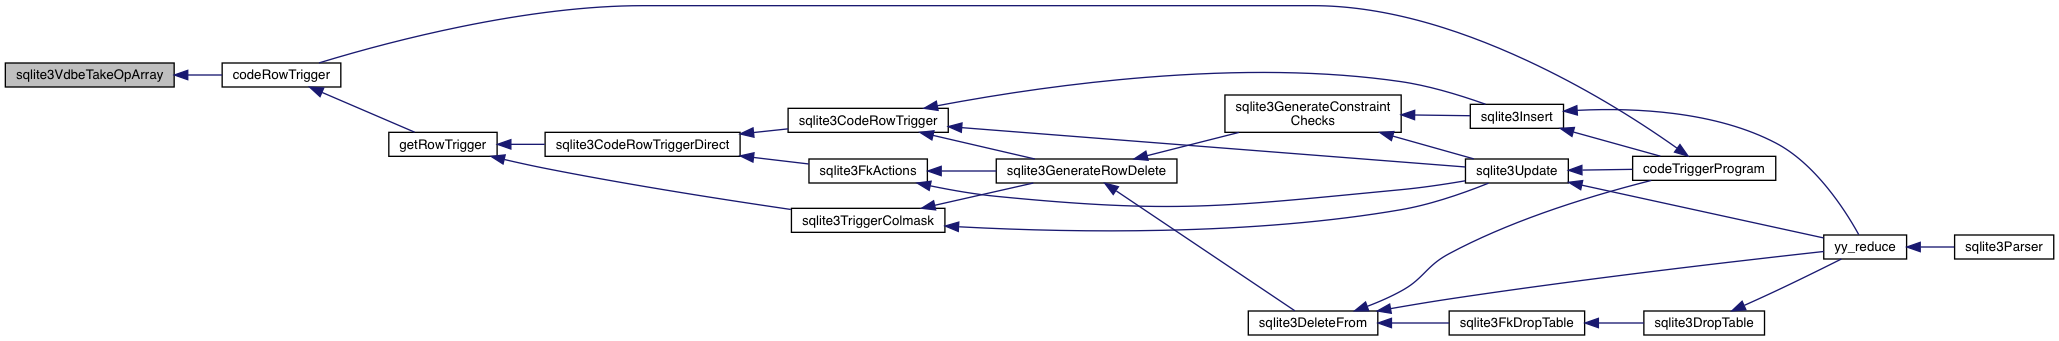 sqlite3VdbeTakeOpArray
codeRowTrigger
getRowTrigger
sqlite3CodeRowTriggerDirect
sqlite3CodeRowTrigger
sqlite3FkActions
sqlite3TriggerColmask
sqlite3GenerateRowDelete
sqlite3GenerateConstraint
Checks
sqlite3DeleteFrom
sqlite3Insert
sqlite3Update
sqlite3FkDropTable
codeTriggerProgram
sqlite3DropTable
yy_reduce
sqlite3Parser